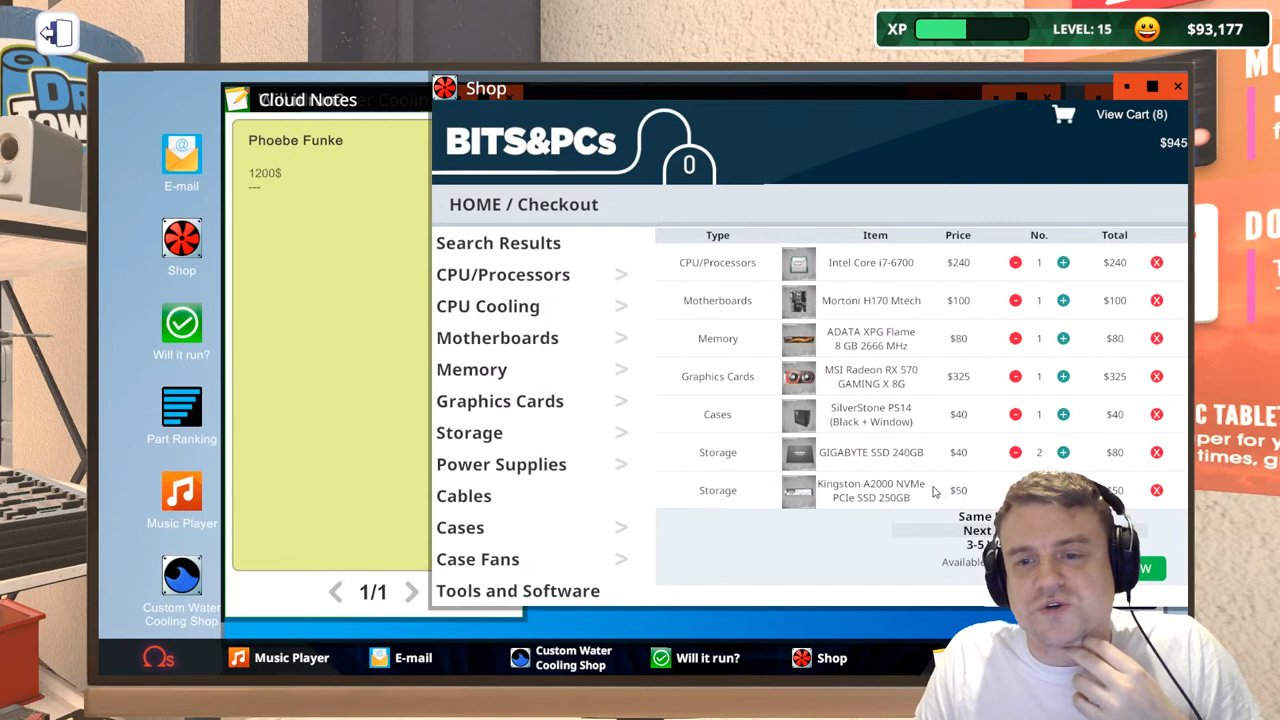 XP
LEVEL: 15
$93,177
Cloud Notes
Shop
Phoebe Funke
1200$
---
BITS&PCs
View Cart (8)
$945
HOME / Checkout
E-mail
Shop
Will it run?
Part Ranking
Music Player
Custom Water
Cooling Shop
Search Results
CPU/Processors >
CPU Cooling >
Motherboards >
Memory >
Graphics Cards >
Storage >
Power Supplies >
Cables
Cases >
Case Fans >
Tools and Software
Type Item Price No. Total
CPU/Processors Intel Core i7-6700 $240 - 1 + $240 X
Motherboards Mortoni H170 Mtech $100 - 1 + $100 X
Memory ADATA XPG Flame
8 GB 2666 MHz $80 - 1 + $80 X
Graphics Cards MSI Radeon RX 570
GAMING X 8G $325 - 1 + $325 X
Cases SilverStone PS14
(Black + Window) $40 - 1 + $40 X
Storage GIGABYTE SSD 240GB $40 - 2 + $80 X
Storage Kingston A2000 NVMe
PCIe SSD 250GB $50 $50 X
Same
Next
3-5
Available
W
< 1/1 >
Music Player
E-mail
Custom Water
Cooling Shop
Will it run?
Shop
C TABLET